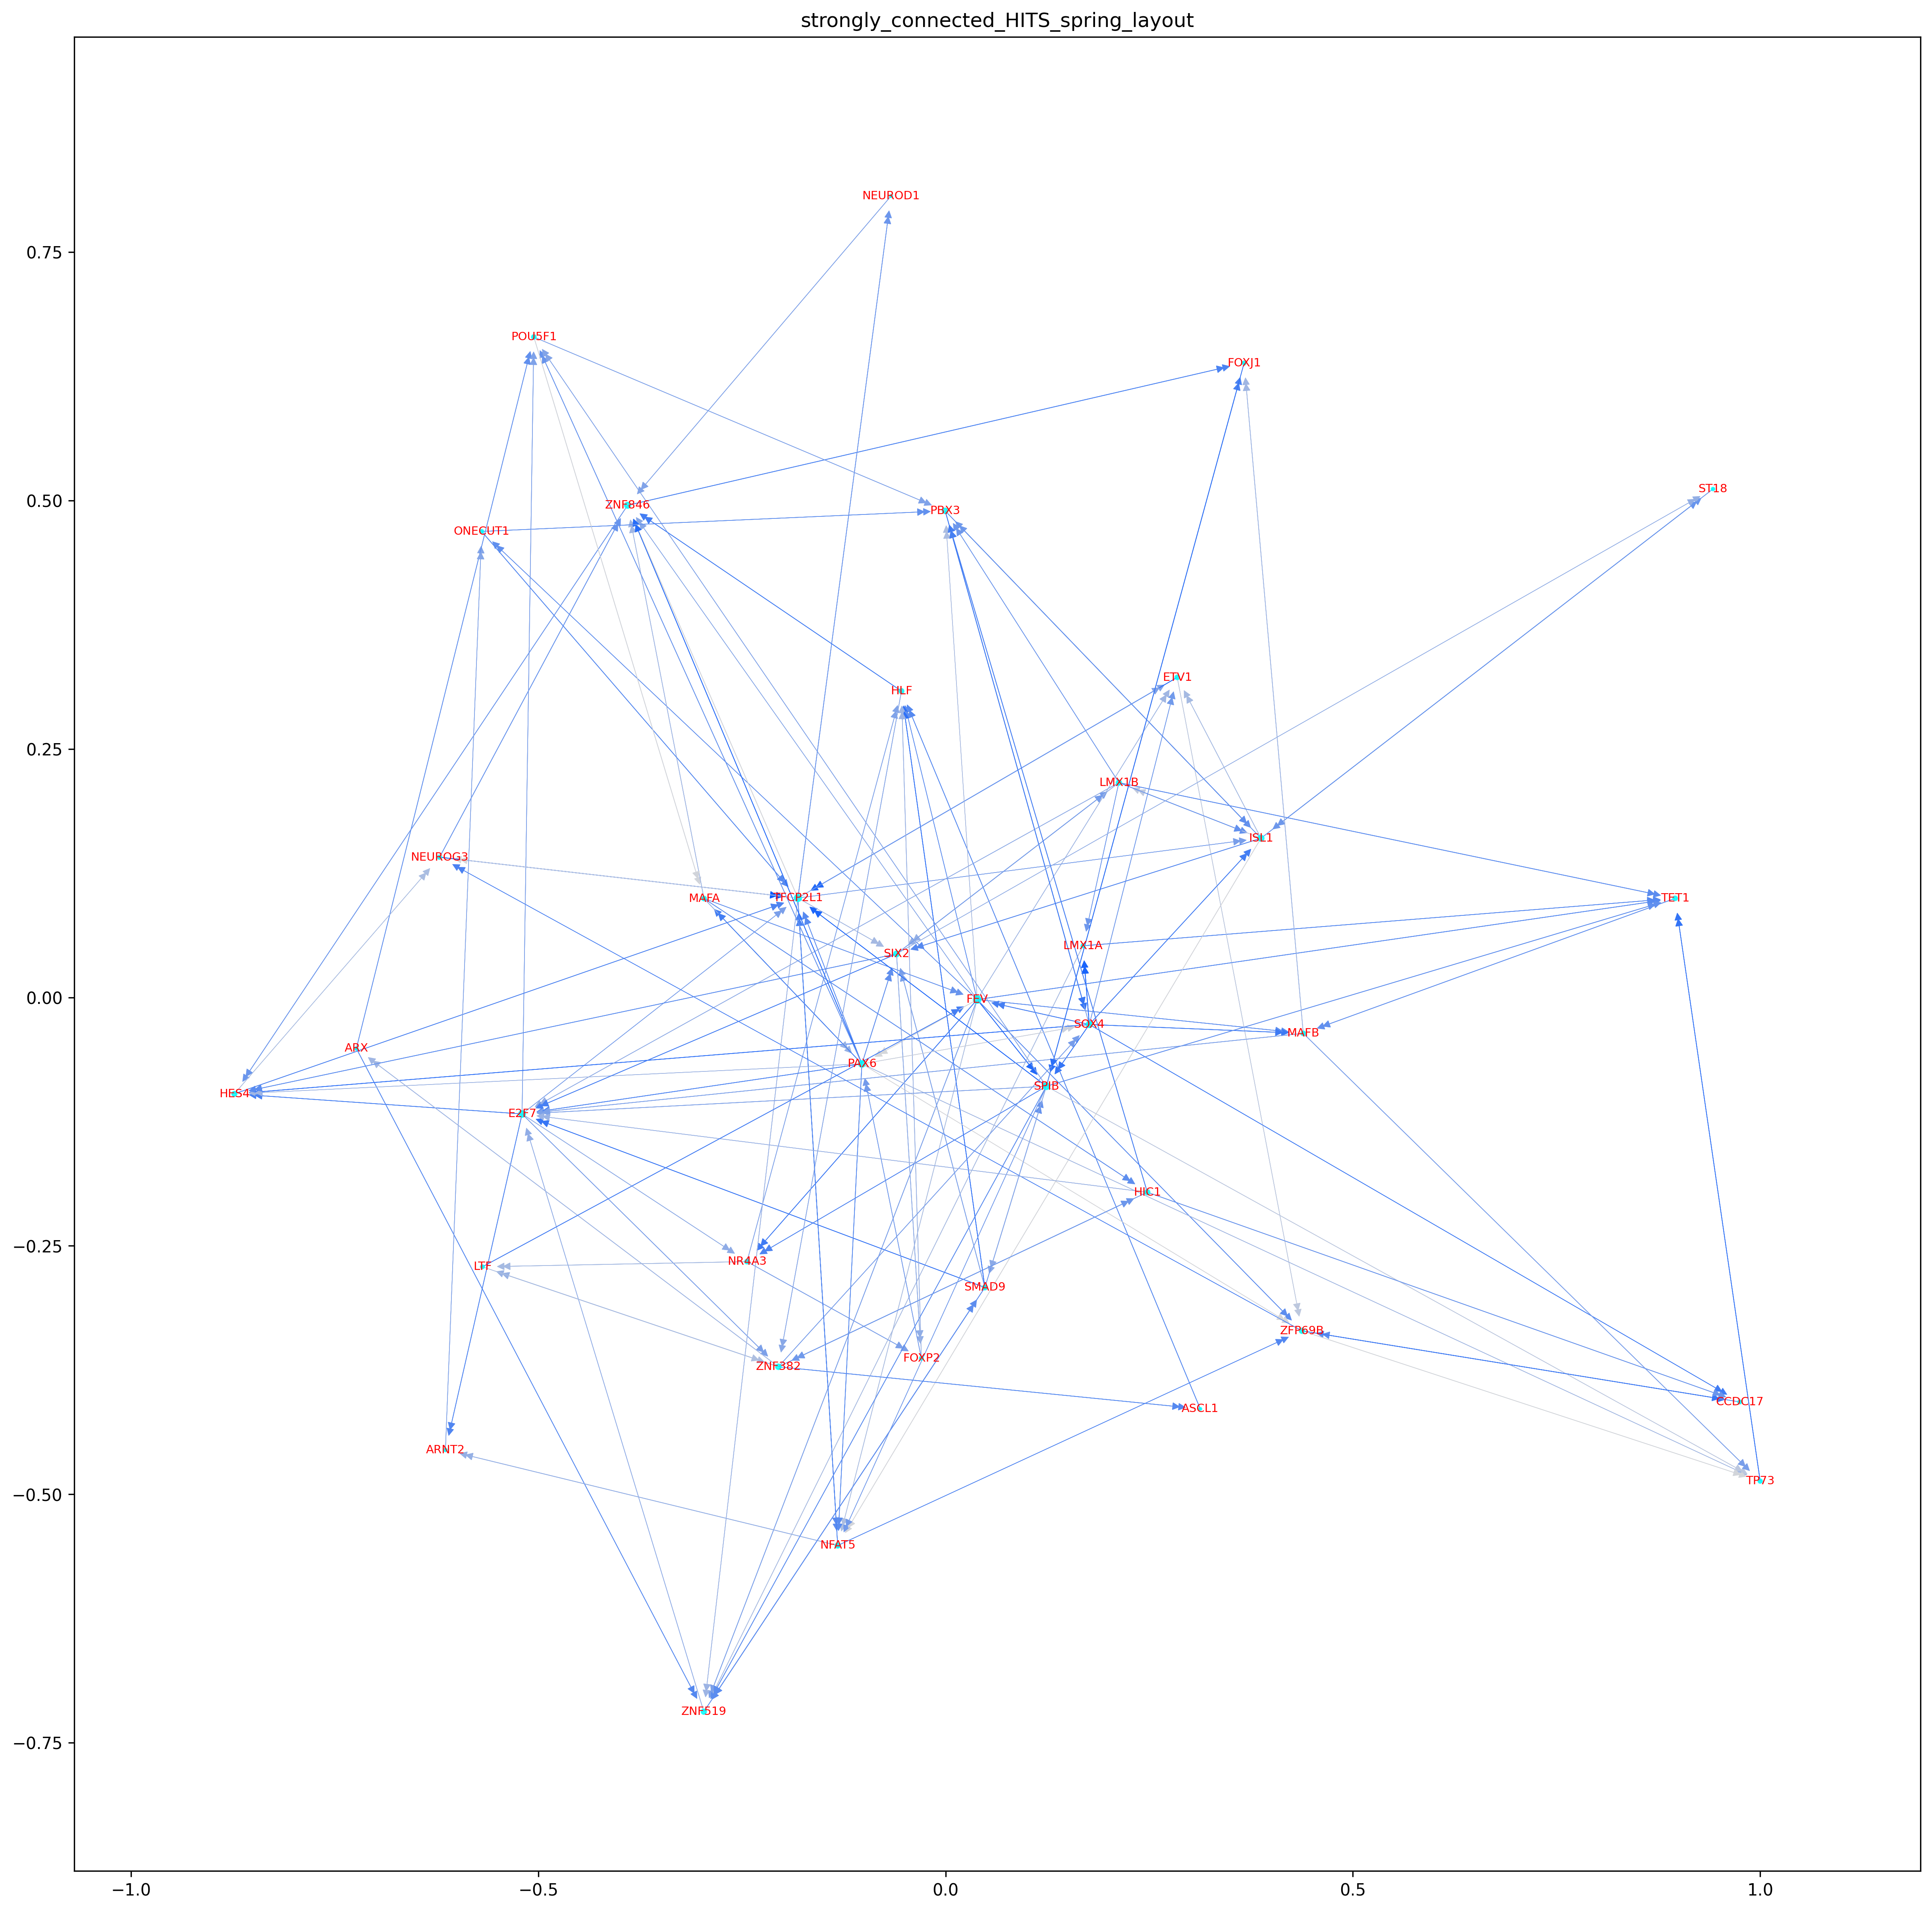 strongly_connected_HITS_spring_layout
NEUROD1
0.75
POU5F1
FOXJ1
ST18
0.50
ZNF846
PBX3
ONECUT1
ETV1
HLF
0.25
LMX1B
ISL1
NEUROG3
MAFA
TFCP2L1
TET1
LMX1A
SIX2
0.00
FEV
SOX4
MAFB
ARX
PAX6
SPIB
HES4
E2F7
HIC1
−0.25
NR4A3
LTF
SMAD9
ZFP69B
FOXP2
ZNF382
CCDC17
ASCL1
ARNT2
−0.50
TP73
NFAT5
ZNF519
−0.75
−1.0
−0.5
0.0
0.5
1.0